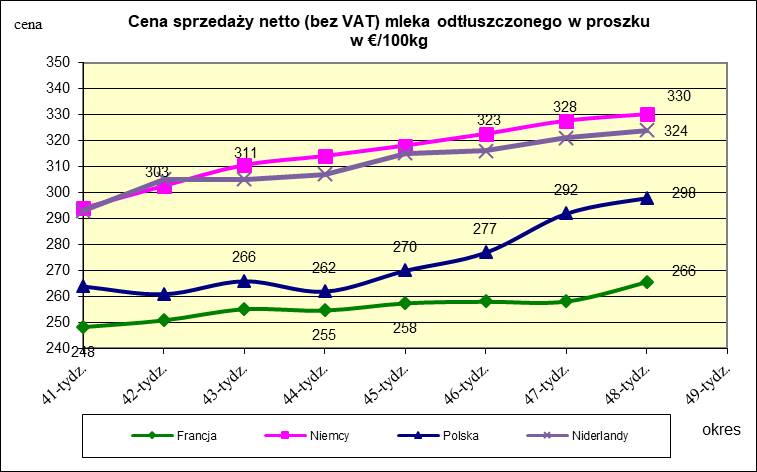 cena
Cena sprzedaży netto (bez VAT) mleka odtłuszczonego w proszku
w €/100kg
350
340
330
320
310
300
290
280
270
260
250
240
330
328
323
324
311
303
298
292
277
270
266
262
266
258
255
248
41-tydz.
42-tydz.
43-tydz.
44-tydz.
45-tydz.
46-tydz.
47-tydz.
48-tydz.
49-tydz.
okres
Francja
Niemcy
Polska
Niderlandy